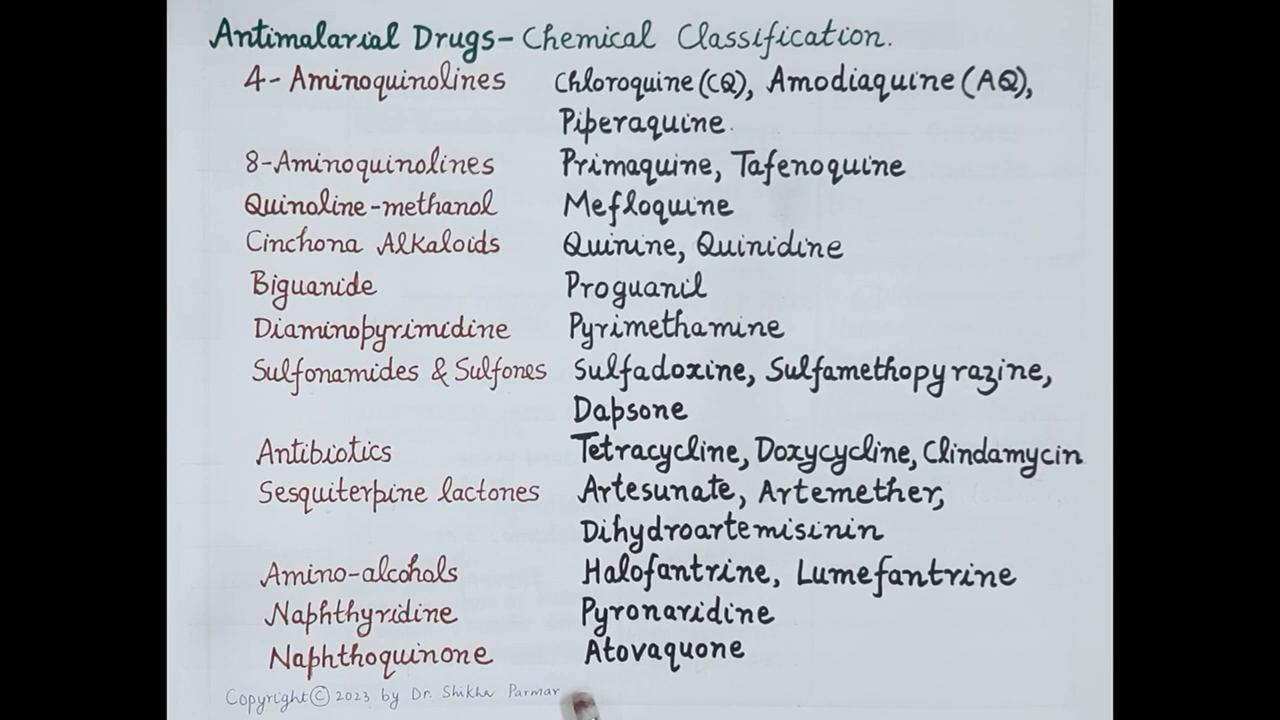 Antimalarial Drugs- Chemical Classification.
4- Aminoquinolines Chloroquine (CQ), Amodiaquine (AQ),
Piperaquine.
8-Aminoquinolines Primaquine, Tafenoquine
Quinoline-methanol Mefloquine
Cinchona Alkaloids Quinine, Quinidine
Biguanide Proguanil
Diaminopyrimidine Pyrimethamine
Sulfonamides & Sulfones Sulfadoxine, Sulfamethopyrazine,
Dapsone
Antibiotics Tetracycline, Doxycycline, Clindamycin
Sesquiterpine lactones Artesunate, Artemether,
Dihydroartemisinin
Amino-alcohols Halofantrine, Lumefantrine
Naphthyridine Pyronaridine
Naphthoquinone Atovaquone
Copyright © 2023 by Dr. Shikha Parmar